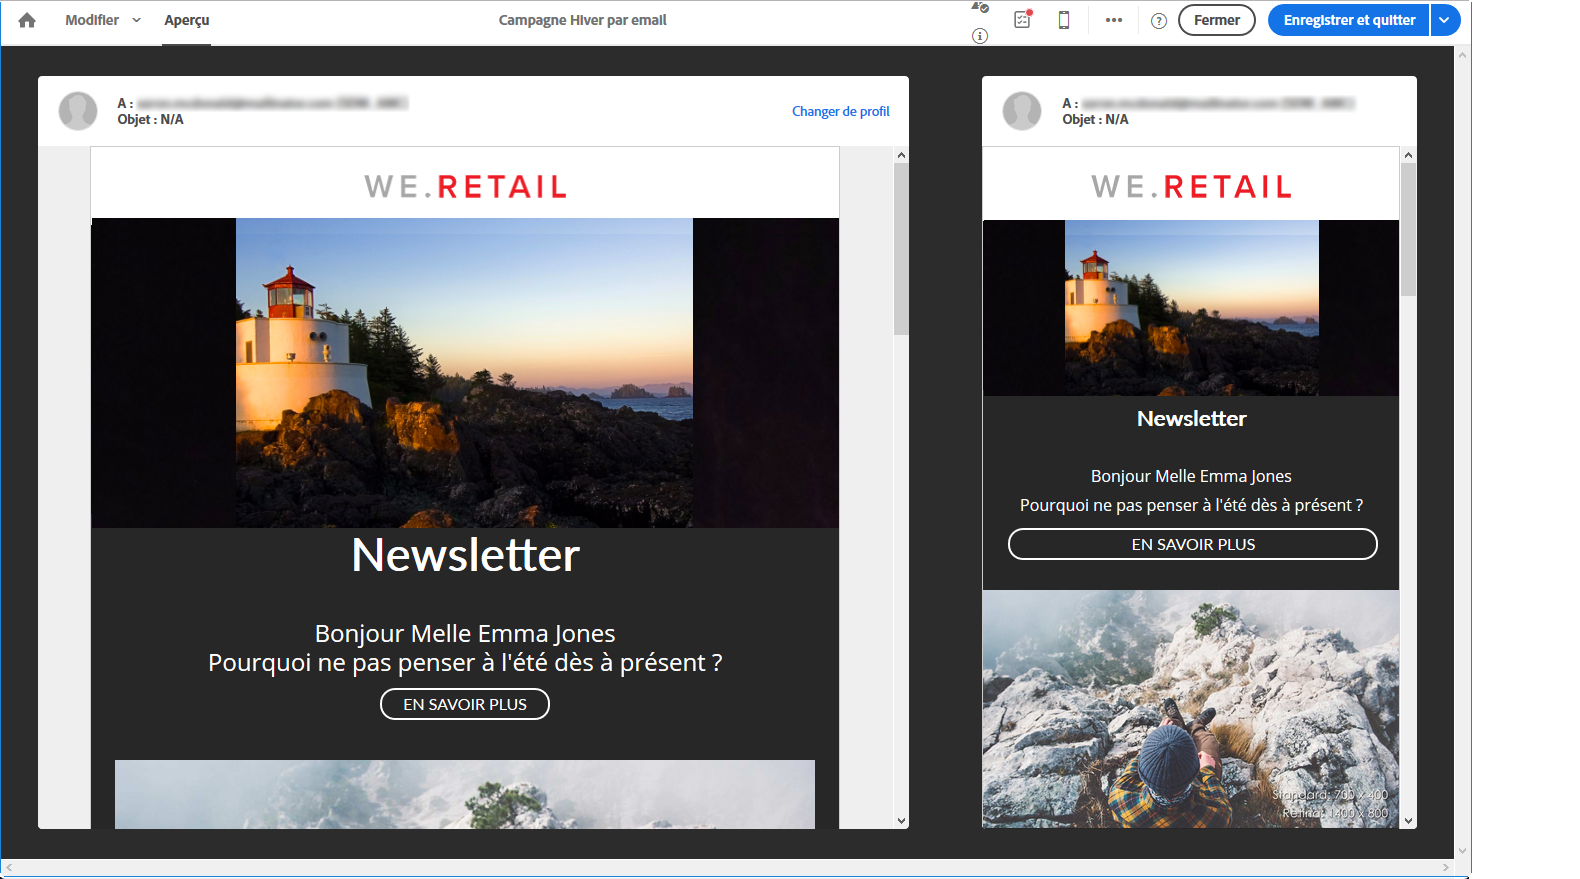 Modifier
Aperçu
Campagne Hiver par email
Fermer
Enregistrer et quitter
A :
Objet : N/A
Changer de profil
WE.RETAIL
Newsletter
Bonjour Melle Emma Jones
Pourquoi ne pas penser à l'été dès à présent ?
EN SAVOIR PLUS
A :
Objet : N/A
WE.RETAIL
Newsletter
Bonjour Melle Emma Jones
Pourquoi ne pas penser à l'été dès à présent ?
EN SAVOIR PLUS
Standard: 700 x 400
Retina: 1400 x 800